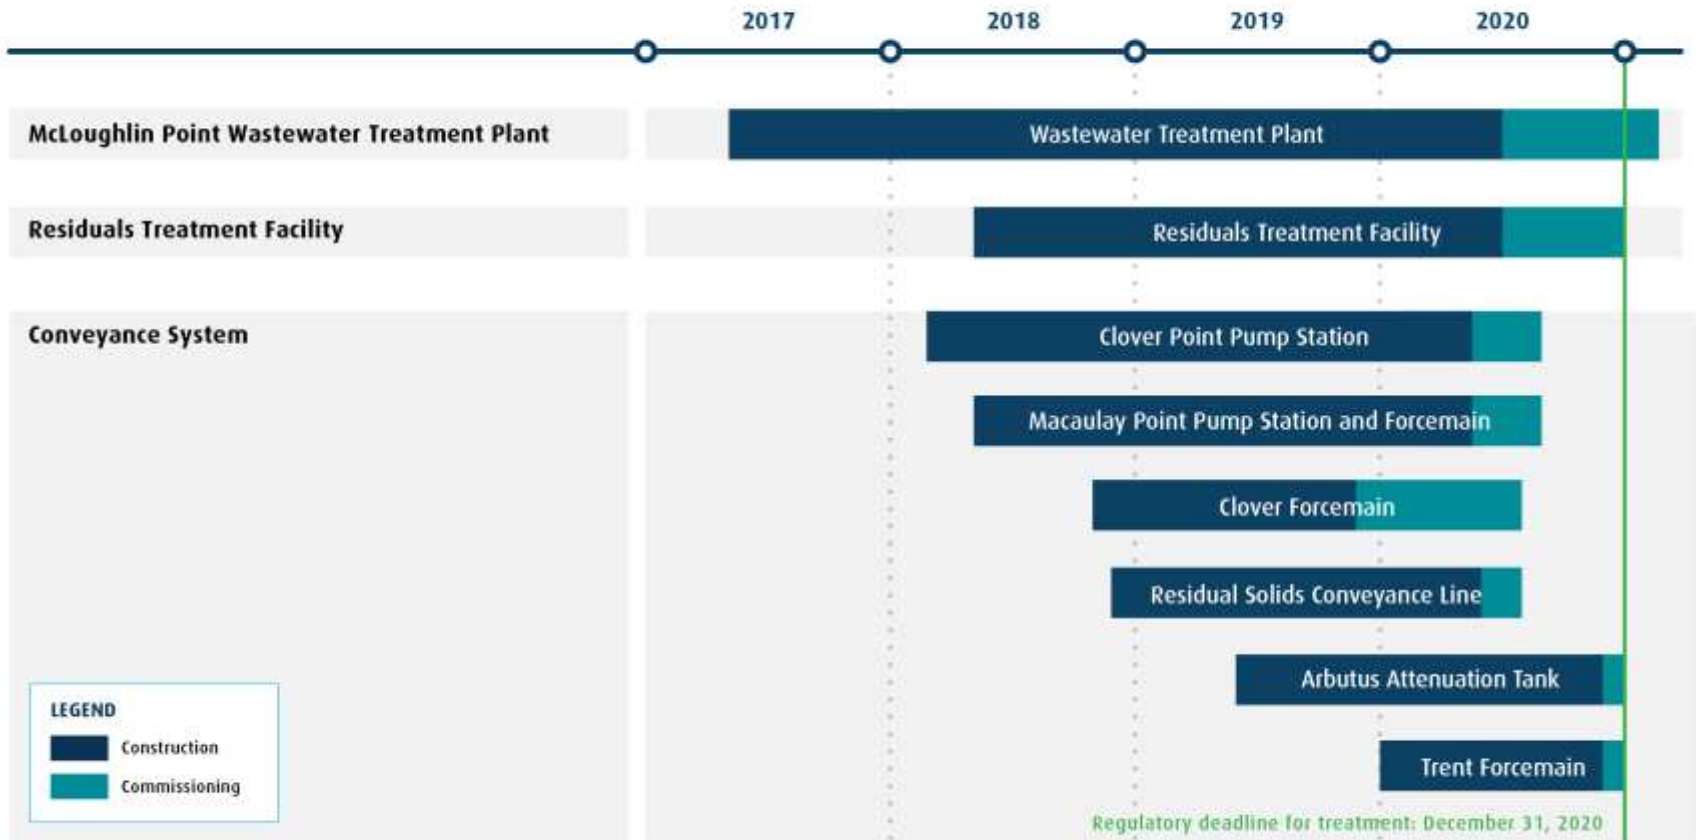 2017 2018 2019 2020
McLoughlin Point Wastewater Treatment Plant
Wastewater Treatment Plant
Residuals Treatment Facility
Residuals Treatment Facility
Conveyance System
Clover Point Pump Station
Macaulay Point Pump Station and Forcemain
Clover Forcemain
Residual Solids Conveyance Line
Arbutus Attenuation Tank
Trent Forcemain
LEGEND
Construction
Commissioning
Regulatory deadline for treatment: December 31, 2020